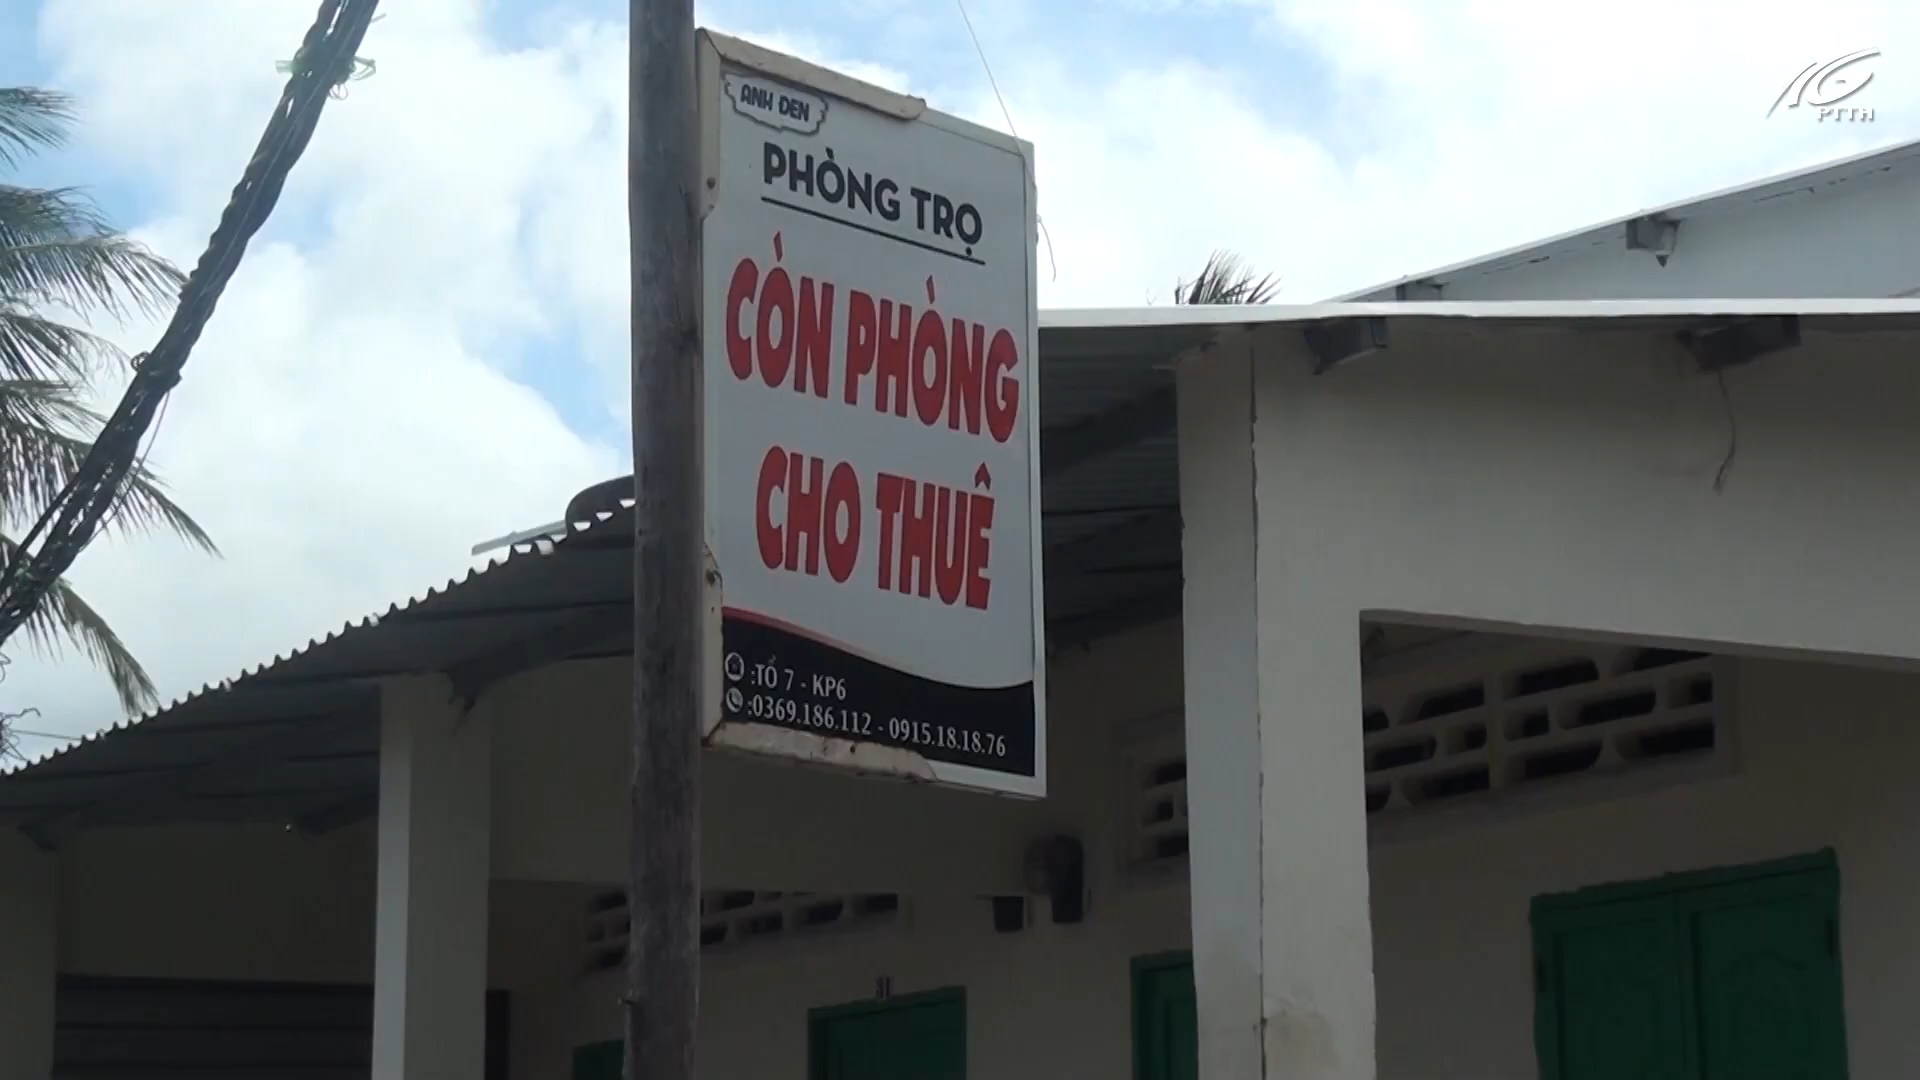 ANH ĐEN
PHÒNG TRỌ
CÒN PHÒNG
CHO THUÊ
:TỔ 7 - KP6
:0369.186.112 - 0915.18.18.76
31
PTTH